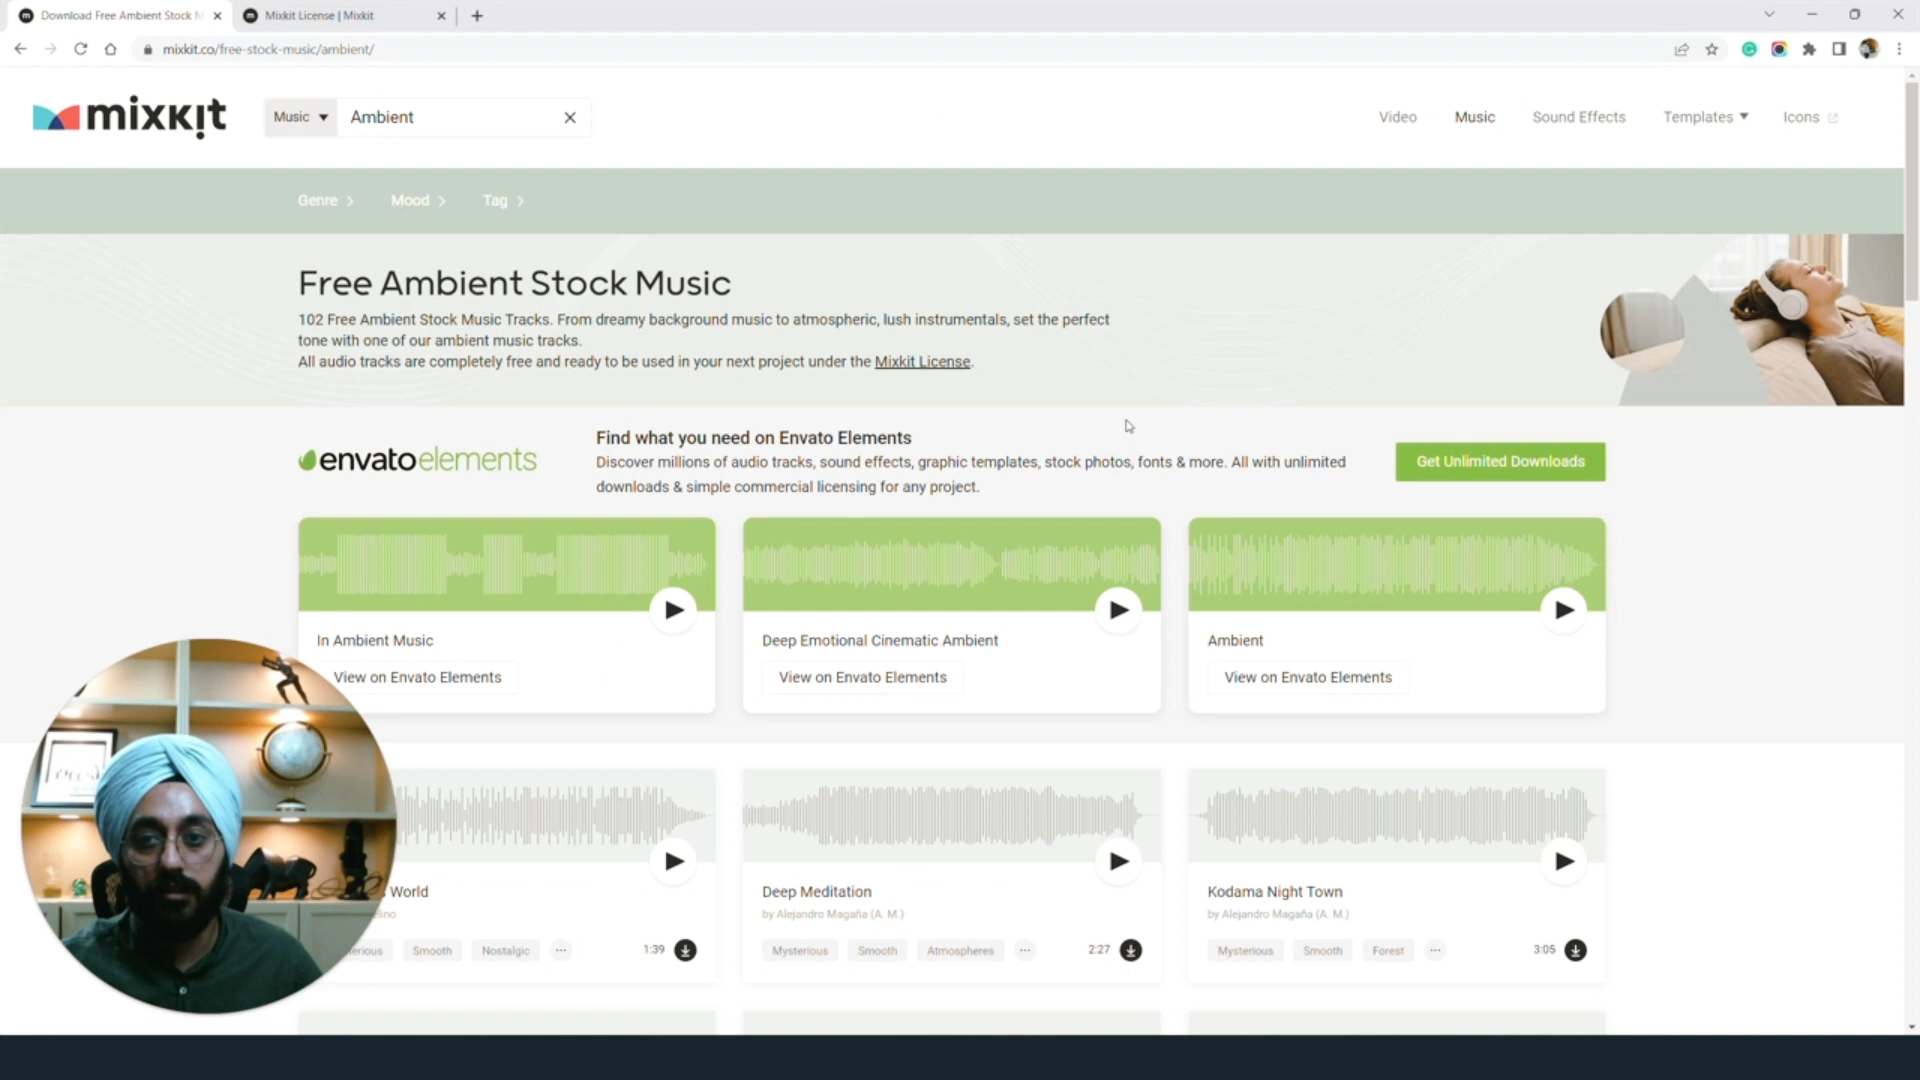 Download Free Ambient Stock M
Mixkit License | Mixkit
mixkit.co/free-stock-music/ambient/
mixkit
Music
Ambient
Video
Music
Sound Effects
Templates
Icons
Genre
Mood
Tag
Free Ambient Stock Music
102 Free Ambient Stock Music Tracks. From dreamy background music to atmospheric, lush instrumentals, set the perfect
tone with one of our ambient music tracks.
All audio tracks are completely free and ready to be used in your next project under the Mixkit License.
envato elements
Find what you need on Envato Elements
Discover millions of audio tracks, sound effects, graphic templates, stock photos, fonts & more. All with unlimited
downloads & simple commercial licensing for any project.
Get Unlimited Downloads
In Ambient Music
View on Envato Elements
Deep Emotional Cinematic Ambient
View on Envato Elements
Ambient
View on Envato Elements
World
Smooth
Nostalgic
...
1:39
Deep Meditation
by Alejandro Magaña (A. M.)
Mysterious
Smooth
Atmospheres
...
2:27
Kodama Night Town
by Alejandro Magaña (A. M.)
Mysterious
Smooth
Forest
...
3:05